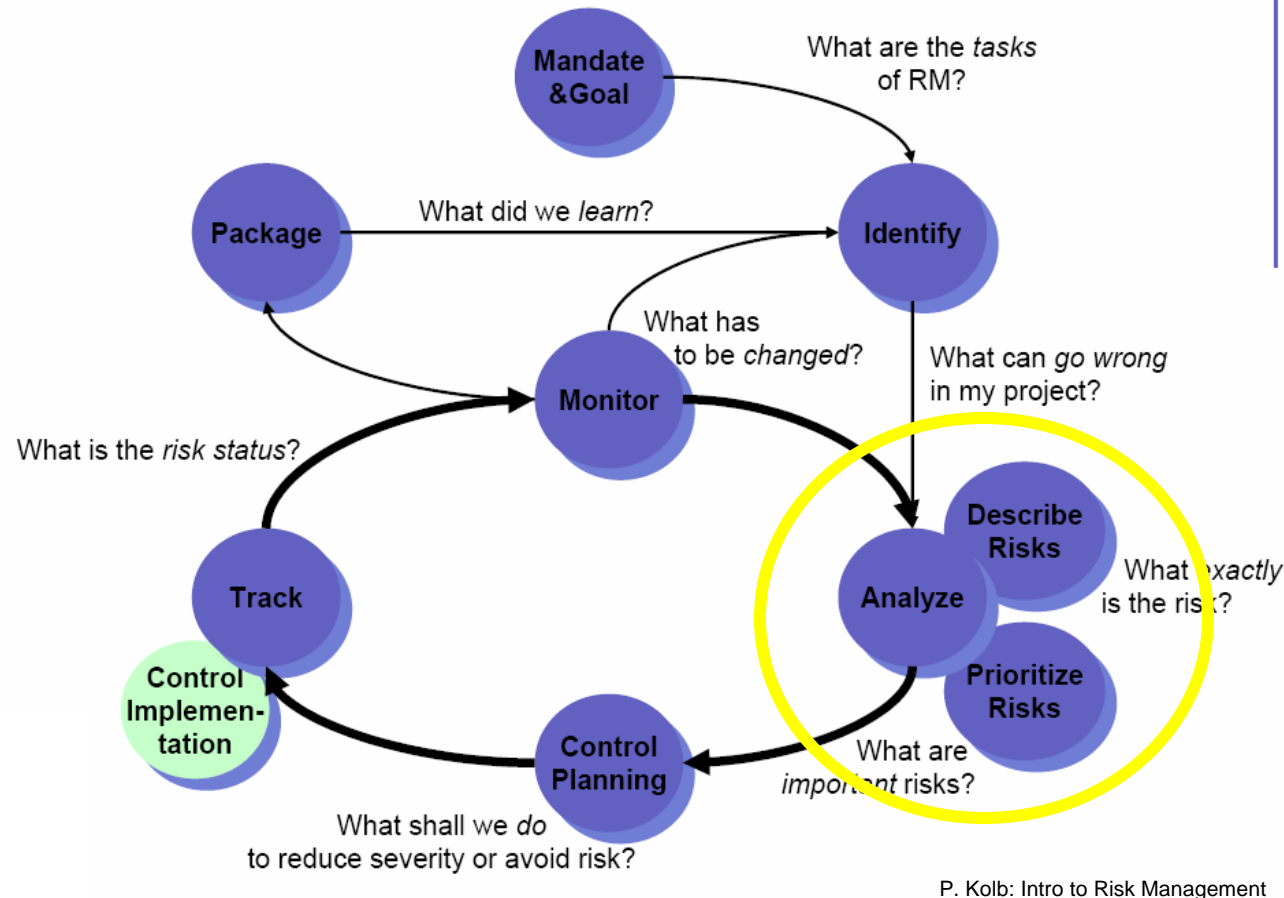 Mandate
&Goal
What are the tasks
of RM?
Package
What did we learn?
Identify
What has
to be changed?
What can go wrong
in my project?
Monitor
What is the risk status?
Describe
Risks
What exactly
is the risk?
Track
Analyze
Prioritize
Risks
Control
Implemen-
tation
Control
Planning
What are
important risks?
What shall we do
to reduce severity or avoid risk?
P. Kolb: Intro to Risk Management